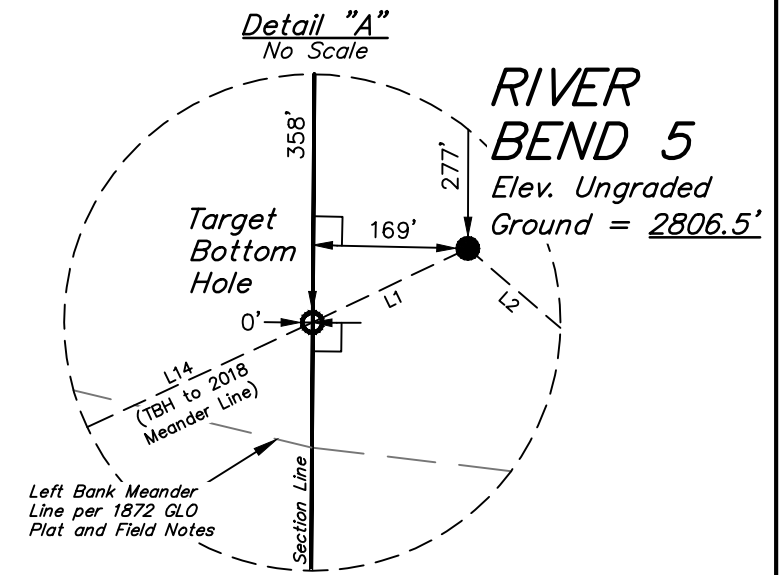 Detail "A"
No Scale
RIVER
BEND 5
Elev. Ungraded
Ground = 2806.5'
358'
277'
169'
Target
Bottom
Hole
0'
L1
L2
L14
(TBH to 2018
Meander Line)
Left Bank Meander
Line per 1872 GLO
Plat and Field Notes
Section Line